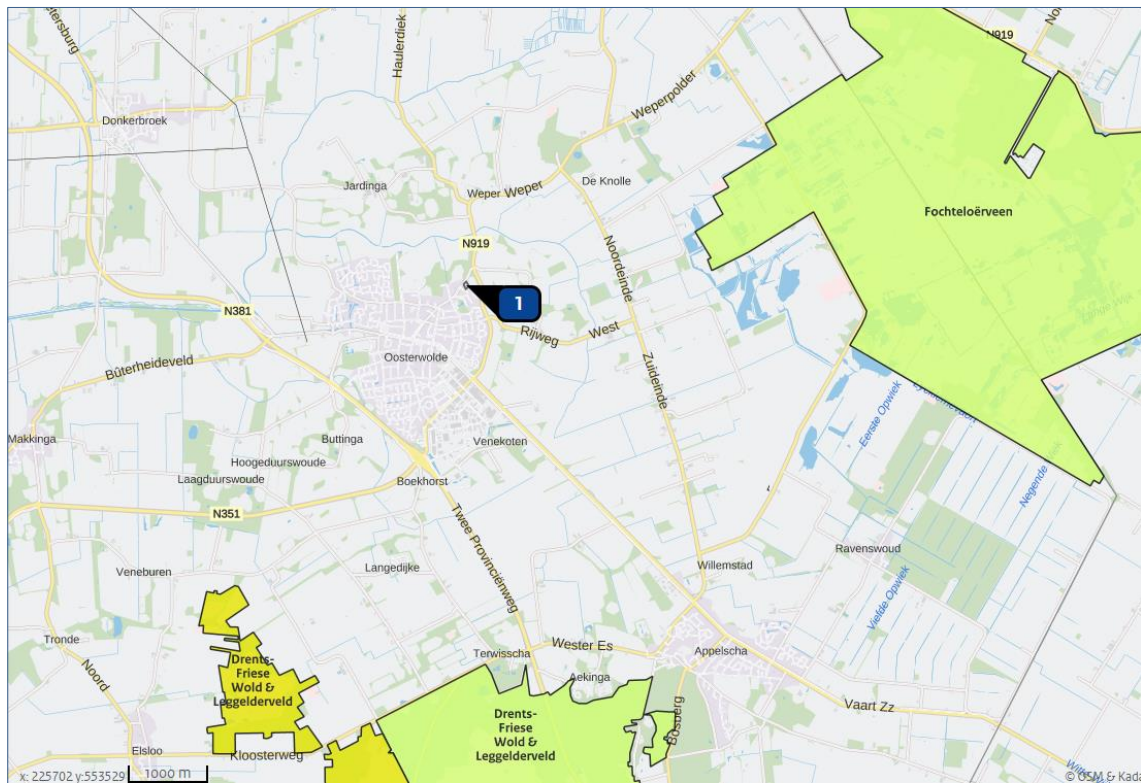 etersburg
Haulerdiek
N919
Donkerbroek
Weperpolder
Jardinga
Weper Weper
De Knolle
Fochteloërveen
N919
Noordeinde
1
N381
Rijweg West
Oosterwolde
Bûterheideveld
Zuideinde
Eerste Opwiek
Makkinga
Buttinga
Venekoten
Hoogeduurswoude
Laagduurswoude
Boekhorst
Negende Wiek
N351
Twee Provinciënweg
Ravenswoud
Veneburen
Langedijke
Willemstad
Vijfde Opwiek
Tronde
Noord
Terwisscha
Wester Es
Appelscha
Aekinga
Drents-
Friese
Wold &
Leggelderveld
Bosberg
Vaart Zz
Drents-
Friese
Wold &
Leggelderveld
Elsloo
Kloosterweg
x: 225702 y:553529
1000 m
© OSM & Kada